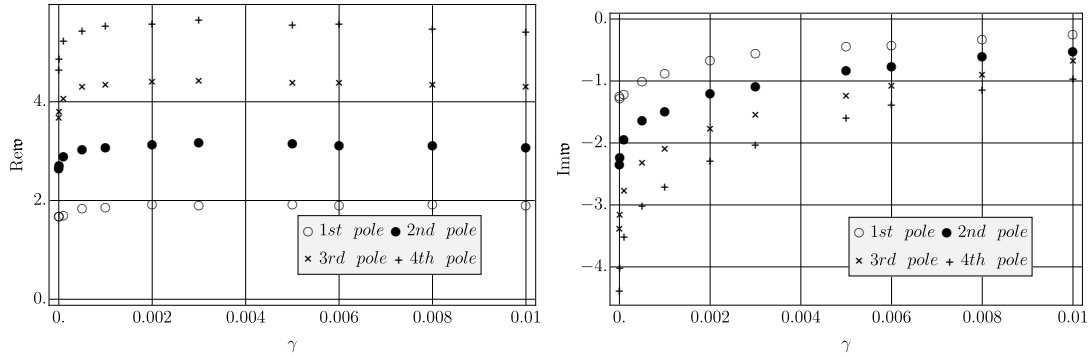 Re𝔴
4.
2.
0.
○ 1st pole ● 2nd pole
× 3rd pole + 4th pole
0. 0.002 0.004 0.006 0.008 0.01
γ
Im𝔴
0.
−1.
−2.
−3.
−4.
○ 1st pole ● 2nd pole
× 3rd pole + 4th pole
0. 0.002 0.004 0.006 0.008 0.01
γ